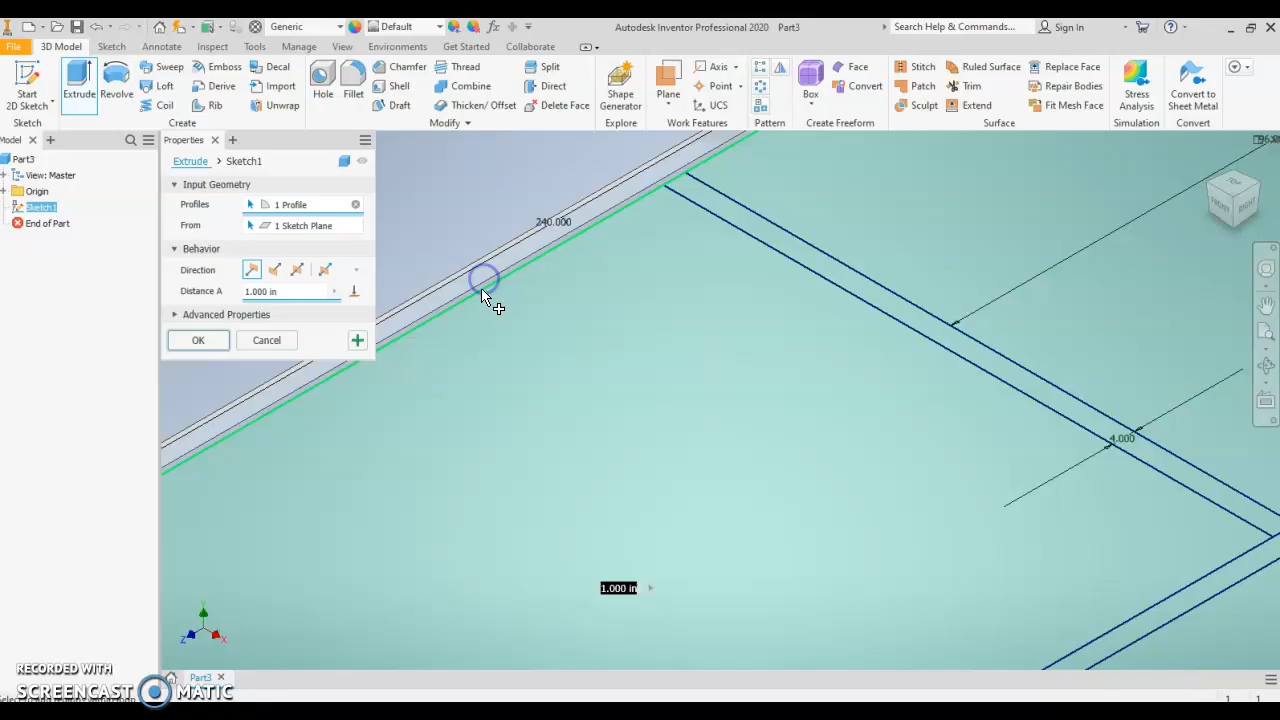 Generic
Default
Autodesk Inventor Professional 2020 Part3
Search Help & Commands...
Sign In
File
3D Model
Sketch
Annotate
Inspect
Tools
Manage
View
Environments
Get Started
Collaborate
Start
2D Sketch
Extrude
Revolve
Sweep
Loft
Coil
Emboss
Derive
Rib
Decal
Import
Unwrap
Hole
Fillet
Chamfer
Shell
Draft
Thread
Combine
Thicken/ Offset
Split
Direct
Delete Face
Shape
Generator
Plane
Axis
Point
UCS
Box
Face
Convert
Stitch
Patch
Sculpt
Ruled Surface
Trim
Extend
Replace Face
Repair Bodies
Fit Mesh Face
Stress
Analysis
Convert to
Sheet Metal
Sketch
Create
Modify
Explore
Work Features
Pattern
Create Freeform
Surface
Simulation
Convert
Model
Part3
View: Master
Origin
Sketch1
End of Part
Properties
Extrude > Sketch1
Input Geometry
Profiles
1 Profile
From
1 Sketch Plane
Behavior
Direction
Distance A
1.000 in
Advanced Properties
OK
Cancel
240.000
4.000
1.000 in
TOP
FRONT
RIGHT
Y
Z
X
RECORDED WITH
SCREENCAST MATIC
Part3
1 1